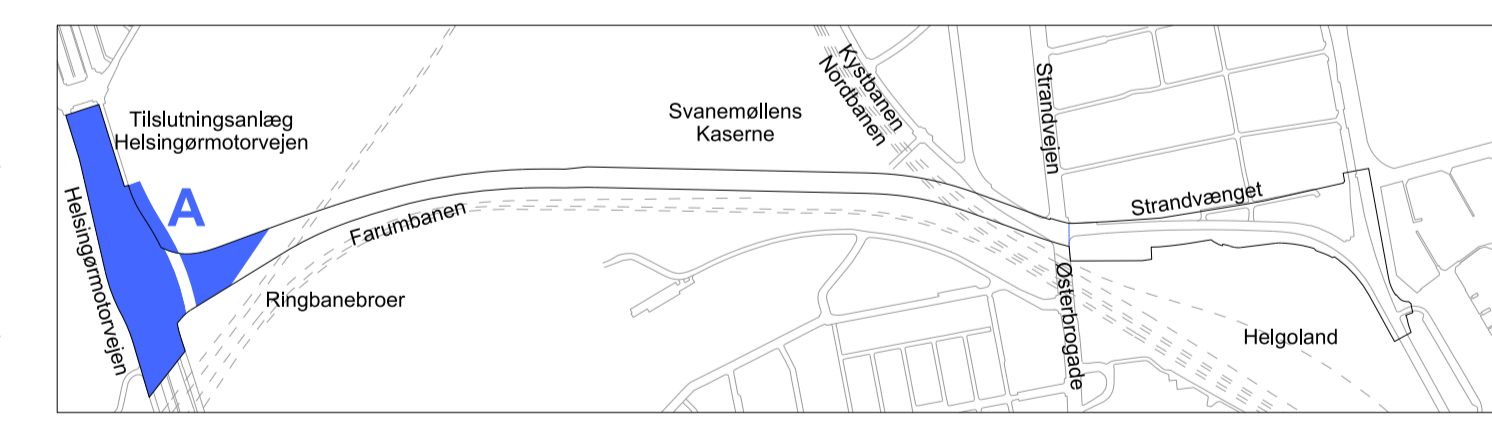 Tilslutningsanlæg
Helsingørmotorvejen
A
Helsingørmotorvejen
Farumbanen
Ringbanebroer
Svanemøllens
Kaserne
Kystbanen
Nordbanen
Strandvejen
Strandvænget
Østerbrogade
Helgoland